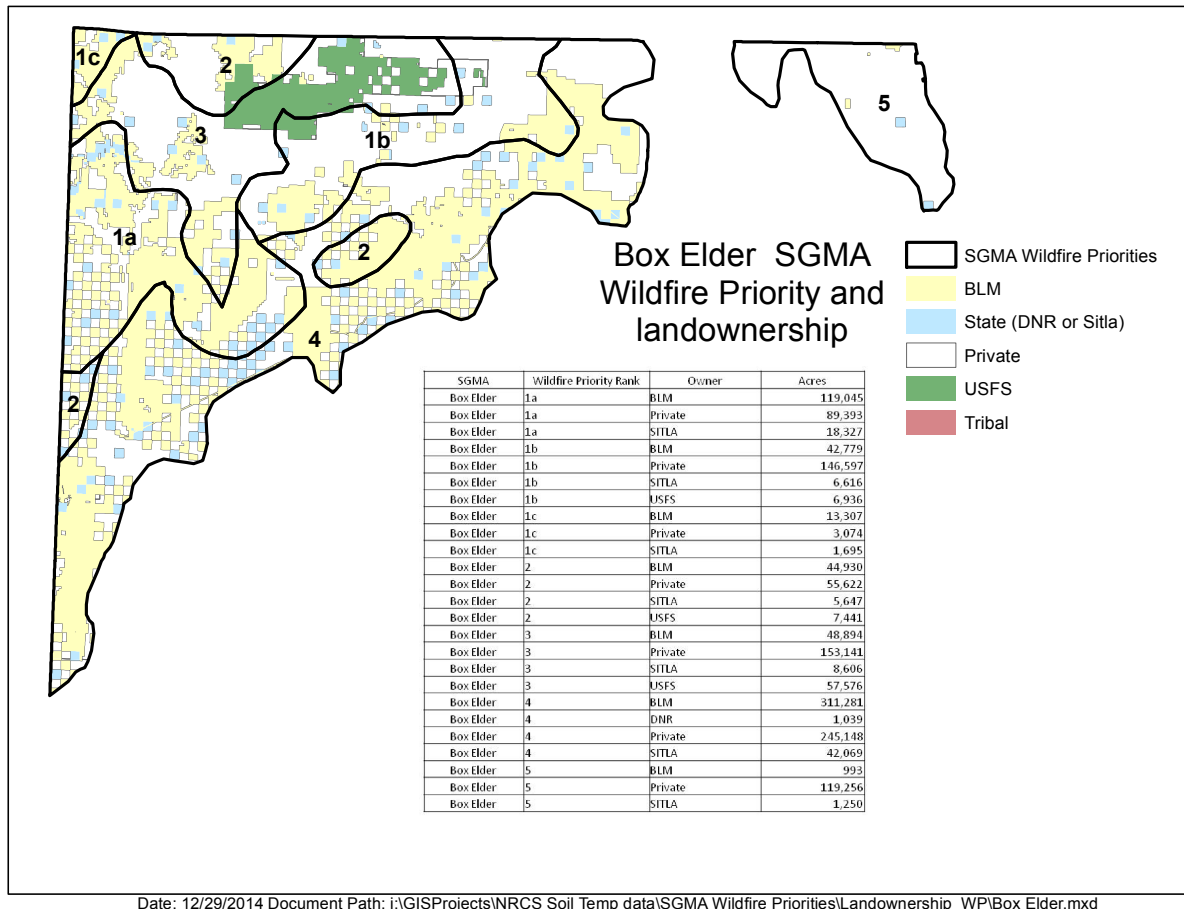 1c
2
5
3
1b
1a
2
4
2
Box Elder SGMA
Wildfire Priority and
landownership
SGMA Wildfire Priorities
BLM
State (DNR or Sitla)
Private
USFS
Tribal
SGMA Wildfire Priority Rank Owner Acres
Box Elder 1a BLM 119,045
Box Elder 1a Private 89,393
Box Elder 1a SITLA 18,327
Box Elder 1b BLM 42,779
Box Elder 1b Private 146,597
Box Elder 1b SITLA 6,616
Box Elder 1b USFS 6,936
Box Elder 1c BLM 13,307
Box Elder 1c Private 3,074
Box Elder 1c SITLA 1,695
Box Elder 2 BLM 44,930
Box Elder 2 Private 55,622
Box Elder 2 SITLA 5,647
Box Elder 2 USFS 7,441
Box Elder 3 BLM 48,894
Box Elder 3 Private 153,141
Box Elder 3 SITLA 8,606
Box Elder 3 USFS 57,576
Box Elder 4 BLM 311,281
Box Elder 4 DNR 1,039
Box Elder 4 Private 245,148
Box Elder 4 SITLA 42,069
Box Elder 5 BLM 993
Box Elder 5 Private 119,256
Box Elder 5 SITLA 1,250
Date: 12/29/2014 Document Path: j:\GISProjects\NRCS Soil Temp data\SGMA Wildfire Priorities\Landownership_WP\Box Elder.mxd